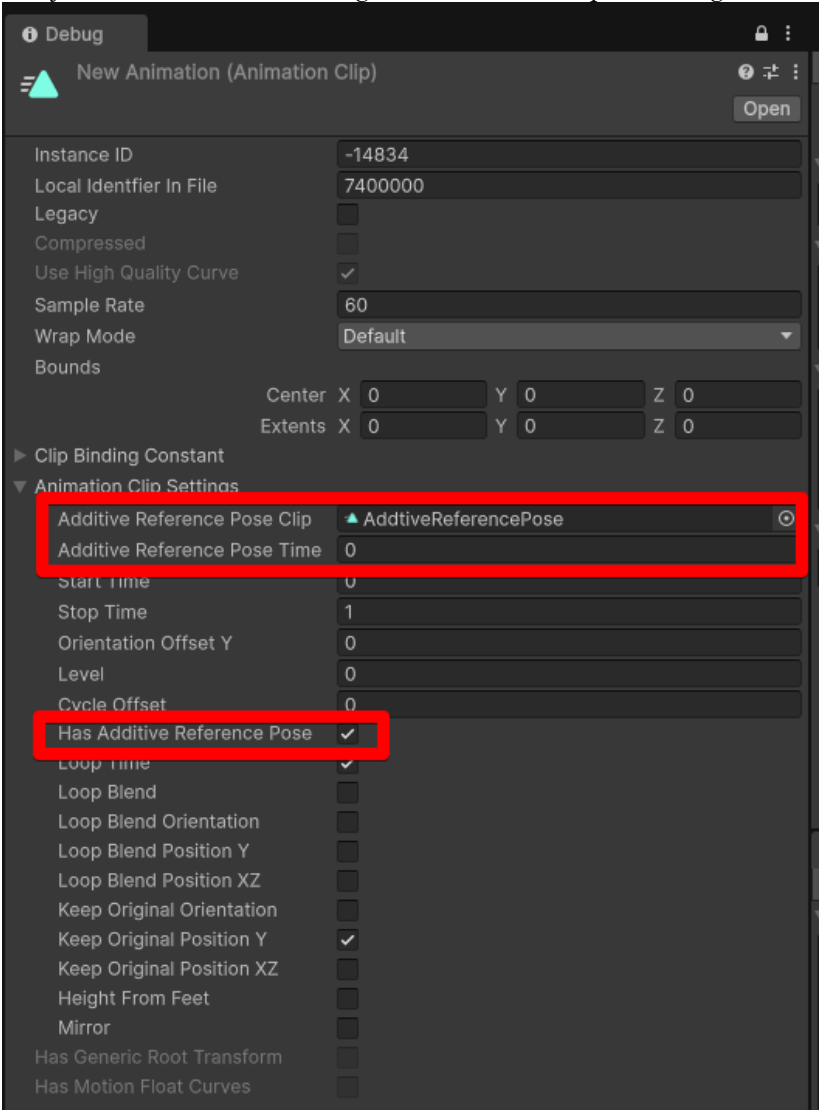 Debug
New Animation (Animation Clip)
Open
Instance ID -14834
Local Identfier In File 7400000
Legacy
Compressed
Use High Quality Curve
Sample Rate 60
Wrap Mode Default
Bounds
Center X 0 Y 0 Z 0
Extents X 0 Y 0 Z 0
Clip Binding Constant
Animation Clip Settings
Additive Reference Pose Clip AddtiveReferencePose
Additive Reference Pose Time 0
Start Time 0
Stop Time 1
Orientation Offset Y 0
Level 0
Cycle Offset 0
Has Additive Reference Pose
Loop Time
Loop Blend
Loop Blend Orientation
Loop Blend Position Y
Loop Blend Position XZ
Keep Original Orientation
Keep Original Position Y
Keep Original Position XZ
Height From Feet
Mirror
Has Generic Root Transform
Has Motion Float Curves